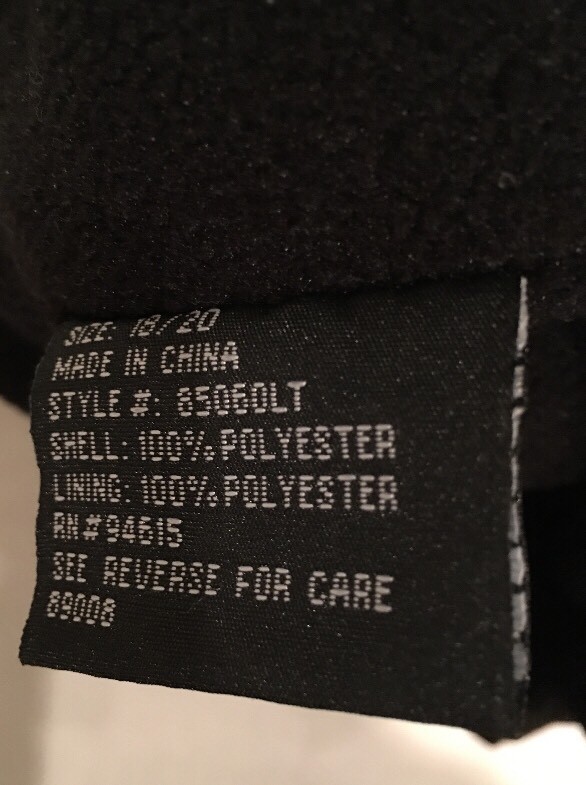 SIZE: 18/20
MADE IN CHINA
STYLE #: 85060LT
SHELL: 100% POLYESTER
LINING: 100% POLYESTER
RN #94615
SEE REVERSE FOR CARE
89008